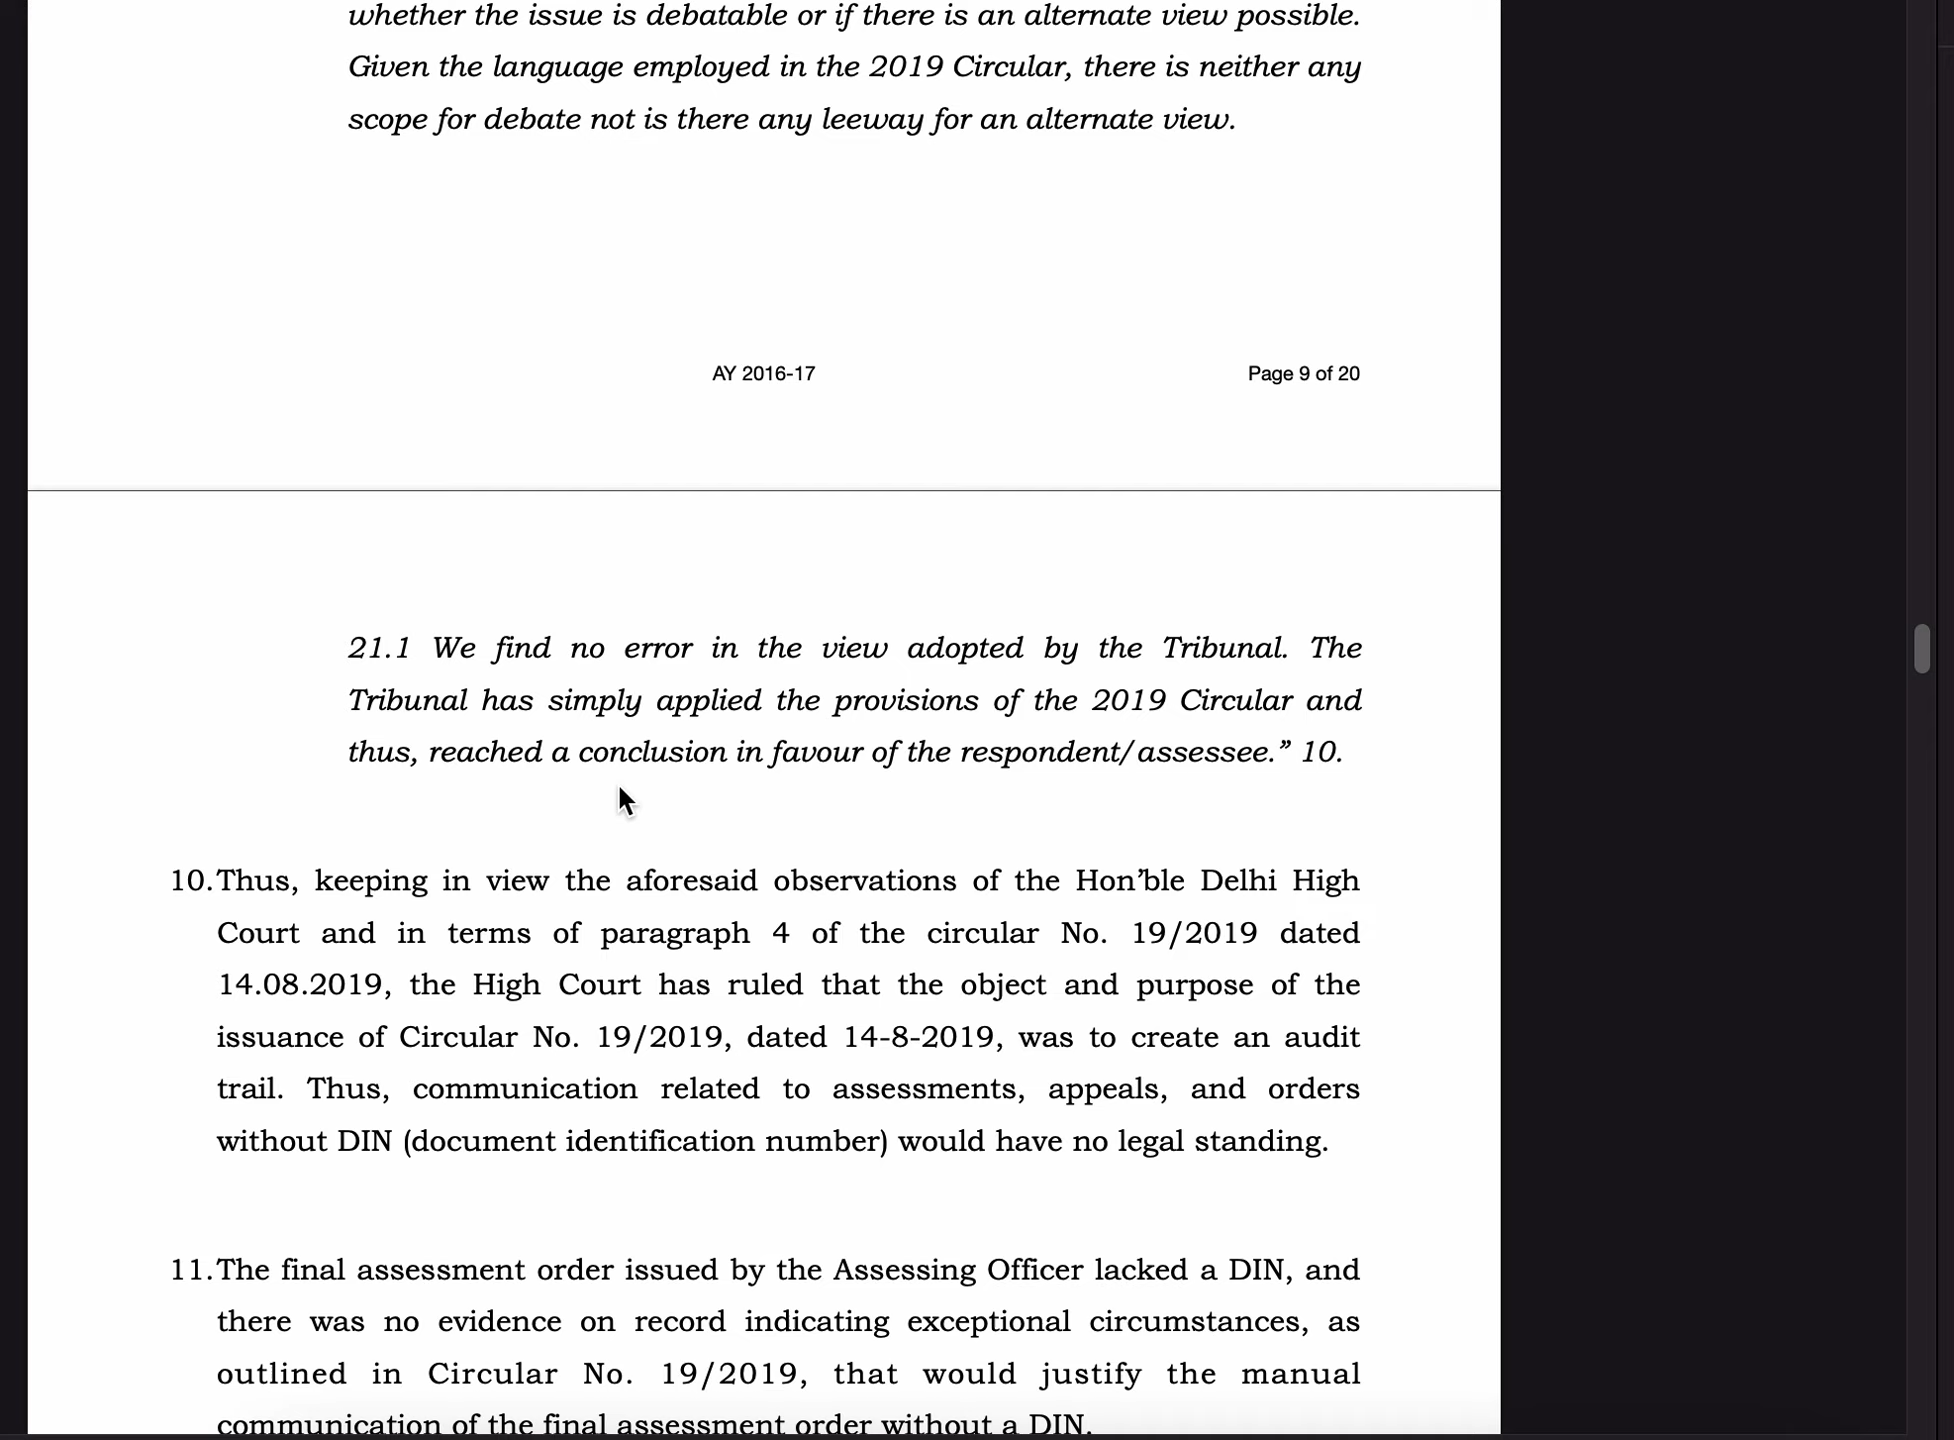 whether the issue is debatable or if there is an alternate view possible.
Given the language employed in the 2019 Circular, there is neither any
scope for debate not is there any leeway for an alternate view.
AY 2016-17
Page 9 of 20
21.1 We find no error in the view adopted by the Tribunal. The
Tribunal has simply applied the provisions of the 2019 Circular and
thus, reached a conclusion in favour of the respondent/assessee.” 10.
10. Thus, keeping in view the aforesaid observations of the Hon’ble Delhi High
Court and in terms of paragraph 4 of the circular No. 19/2019 dated
14.08.2019, the High Court has ruled that the object and purpose of the
issuance of Circular No. 19/2019, dated 14-8-2019, was to create an audit
trail. Thus, communication related to assessments, appeals, and orders
without DIN (document identification number) would have no legal standing.
11. The final assessment order issued by the Assessing Officer lacked a DIN, and
there was no evidence on record indicating exceptional circumstances, as
outlined in Circular No. 19/2019, that would justify the manual
communication of the final assessment order without a DIN.